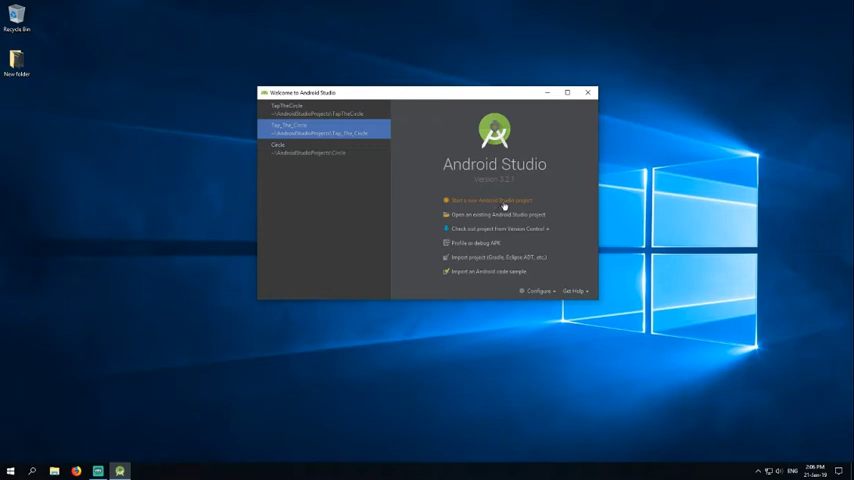 Recycle Bin
New folder
Welcome to Android Studio
TapTheCircle
~\AndroidStudioProjects\TapTheCircle
Tap_The_Circle
~\AndroidStudioProjects\Tap_The_Circle
Circle
~\AndroidStudioProjects\Circle
Android Studio
Version 3.2.1
Start a new Android Studio project
Open an existing Android Studio project
Check out project from Version Control
Profile or debug APK
Import project (Gradle, Eclipse ADT, etc.)
Import an Android code sample
Configure
Get Help
ENG
2:06 PM
21-Jan-19